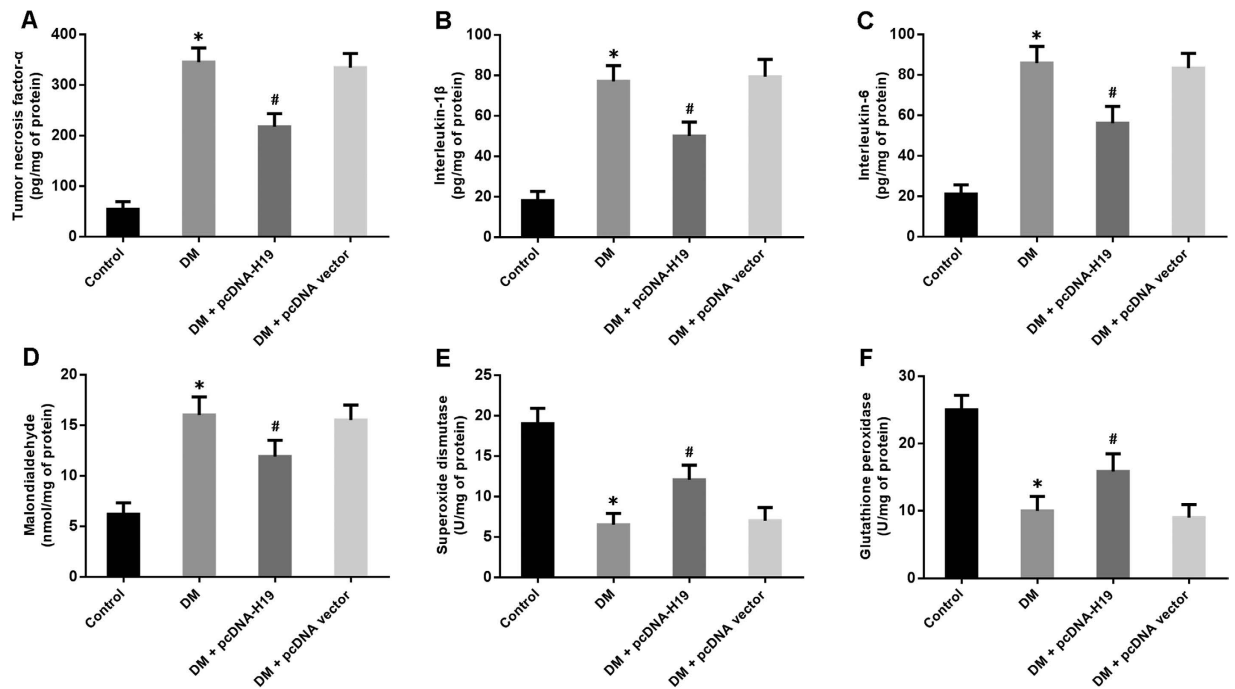 A
Tumor necrosis factor-α
(pg/mg of protein)
400
300
200
100
0
*
#
Control
DM
DM + pcDNA-H19
DM + pcDNA vector
B
Interleukin-1β
(pg/mg of protein)
100
80
60
40
20
0
*
#
Control
DM
DM + pcDNA-H19
DM + pcDNA vector
C
Interleukin-6
(pg/mg of protein)
100
80
60
40
20
0
*
#
Control
DM
DM + pcDNA-H19
DM + pcDNA vector
D
Malondialdehyde
(nmol/mg of protein)
20
15
10
5
0
*
#
Control
DM
DM + pcDNA-H19
DM + pcDNA vector
E
Superoxide dismutase
(U/mg of protein)
25
20
15
10
5
0
*
#
Control
DM
DM + pcDNA-H19
DM + pcDNA vector
F
Glutathione peroxidase
(U/mg of protein)
30
20
10
0
*
#
Control
DM
DM + pcDNA-H19
DM + pcDNA vector